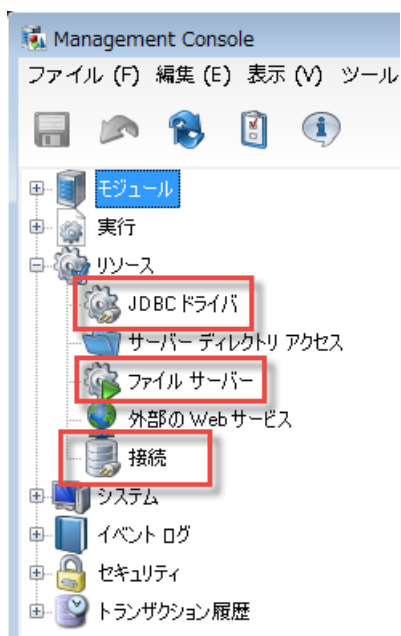 Management Console
ファイル (F) 編集 (E) 表示 (V) ツール
モジュール
実行
リソース
JDBC ドライバ
サーバー ディレクトリ アクセス
ファイル サーバー
外部の Web サービス
接続
システム
イベント ログ
セキュリティ
トランザクション履歴